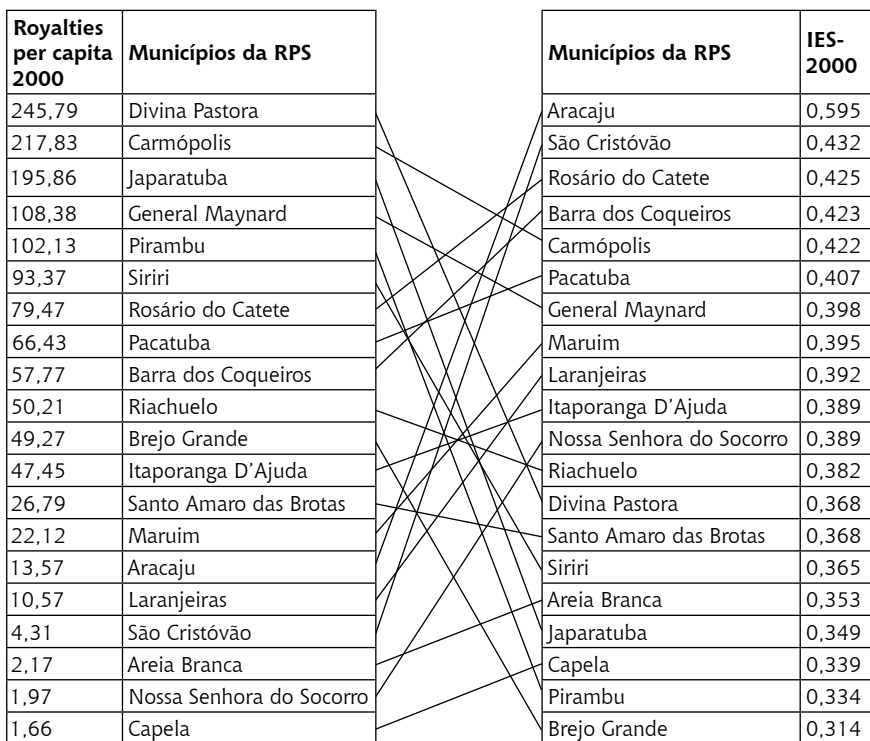 Royalties
per capita
2000
Municípios da RPS
245,79 Divina Pastora
217,83 Carmópolis
195,86 Japaratuba
108,38 General Maynard
102,13 Pirambu
93,37 Siriri
79,47 Rosário do Catete
66,43 Pacatuba
57,77 Barra dos Coqueiros
50,21 Riachuelo
49,27 Brejo Grande
47,45 Itaporanga D’Ajuda
26,79 Santo Amaro das Brotas
22,12 Maruim
13,57 Aracaju
10,57 Laranjeiras
4,31 São Cristóvão
2,17 Areia Branca
1,97 Nossa Senhora do Socorro
1,66 Capela
Municípios da RPS
IES-
2000
Aracaju 0,595
São Cristóvão 0,432
Rosário do Catete 0,425
Barra dos Coqueiros 0,423
Carmópolis 0,422
Pacatuba 0,407
General Maynard 0,398
Maruim 0,395
Laranjeiras 0,392
Itaporanga D’Ajuda 0,389
Nossa Senhora do Socorro 0,389
Riachuelo 0,382
Divina Pastora 0,368
Santo Amaro das Brotas 0,368
Siriri 0,365
Areia Branca 0,353
Japaratuba 0,349
Capela 0,339
Pirambu 0,334
Brejo Grande 0,314